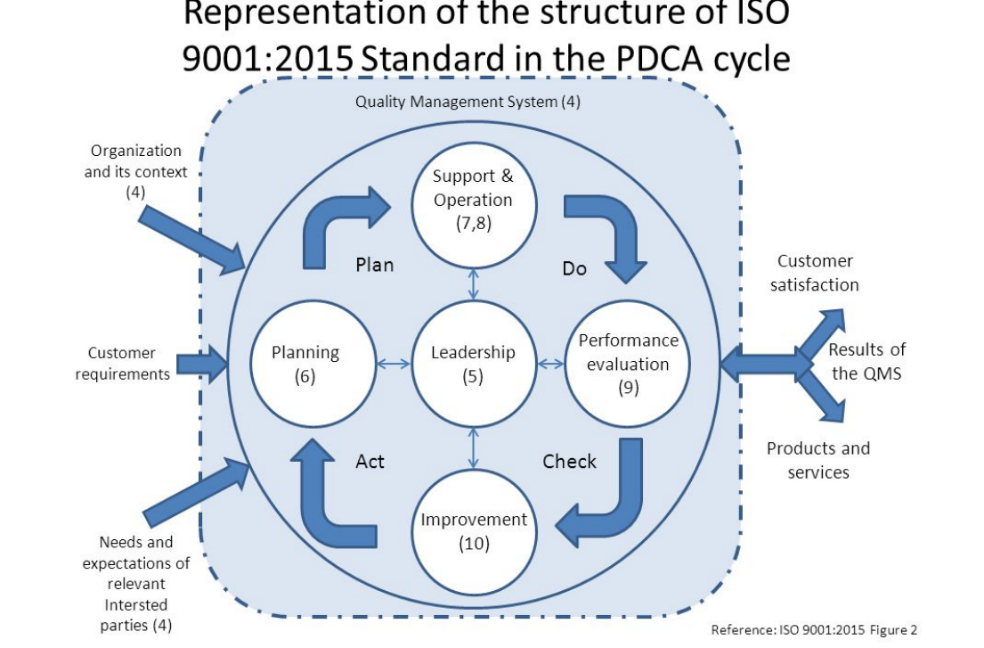 Representation of the structure of ISO
9001:2015 Standard in the PDCA cycle
Quality Management System (4)
Organization
and its context
(4)
Support &
Operation
(7,8)
Plan
Do
Customer
satisfaction
Customer
requirements
Planning
(6)
Leadership
(5)
Performance
evaluation
(9)
Results of
the QMS
Act
Check
Products and
services
Improvement
(10)
Needs and
expectations of
relevant
Intersted
parties (4)
Reference: ISO 9001:2015 Figure 2